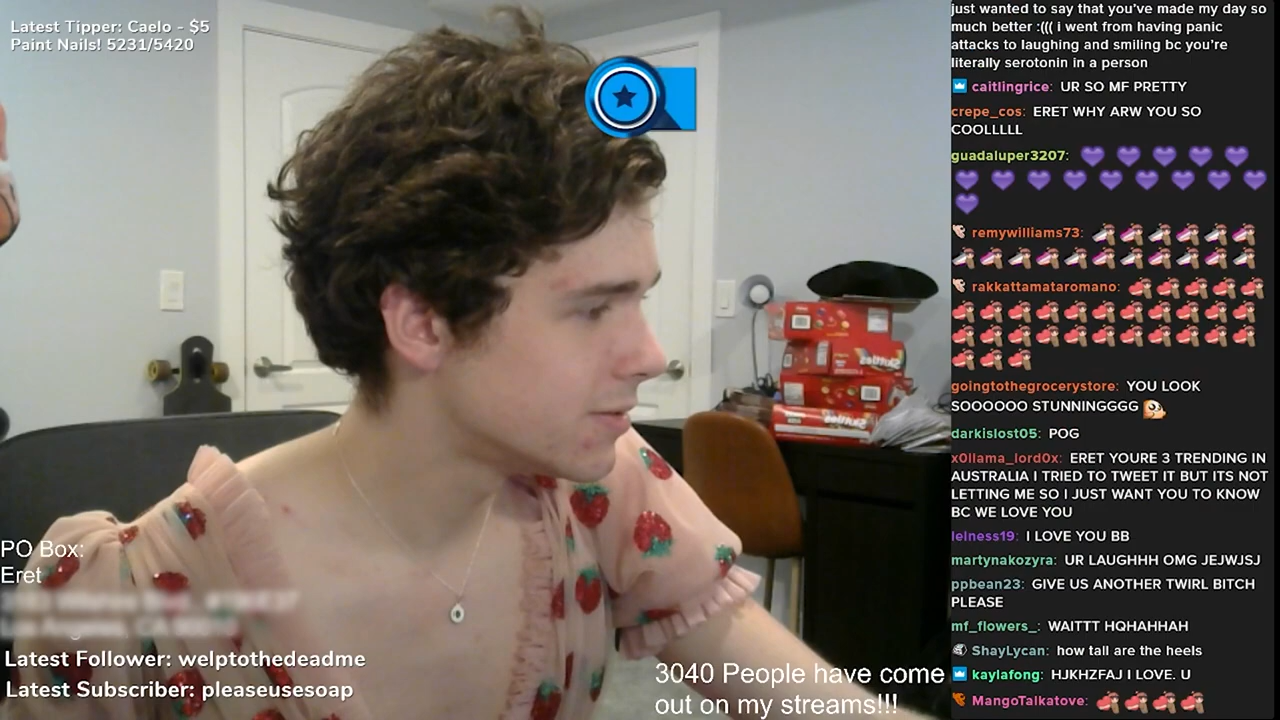 Latest Tipper: Caelo - $5
Paint Nails! 5231/5420
PO Box:
Eret
Latest Follower: welptothedeadme
Latest Subscriber: pleaseusesoap
3040 People have come
out on my streams!!!
Skittles
Skittles
just wanted to say that you've made my day so
much better :((( i went from having panic
attacks to laughing and smiling bc you're
literally serotonin in a person
caitlingrice: UR SO MF PRETTY
crepe_cos: ERET WHY ARW YOU SO
COOLLLLL
guadaluper3207:
remywilliams73:
rakkattamataromano:
goingtothegrocerystore: YOU LOOK
SOOOOOO STUNNINGGGG
darkislost05: POG
x0llama_lord0x: ERET YOURE 3 TRENDING IN
AUSTRALIA I TRIED TO TWEET IT BUT ITS NOT
LETTING ME SO I JUST WANT YOU TO KNOW
BC WE LOVE YOU
leiness19: I LOVE YOU BB
martynakozyra: UR LAUGHHH OMG JEJWJSJ
ppbean23: GIVE US ANOTHER TWIRL BITCH
PLEASE
mf_flowers_: WAITTT HQHAHHAH
ShayLycan: how tall are the heels
kaylafong: HJKHZFAJ I LOVE. U
MangoTalkatove: